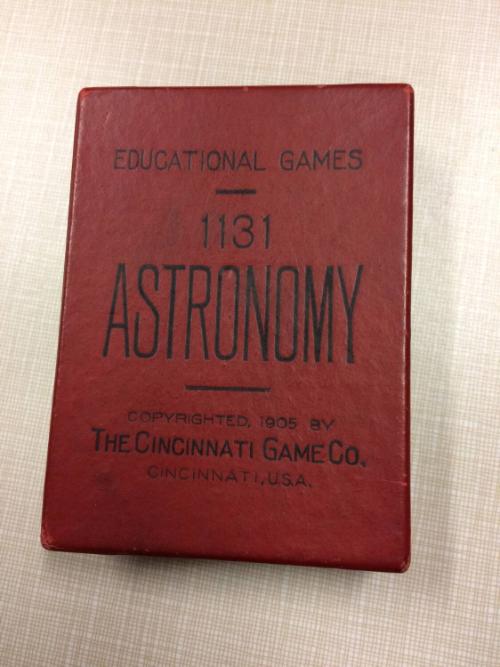 EDUCATIONAL GAMES
1131
ASTRONOMY
COPYRIGHTED, 1905 BY
THE CINCINNATI GAME CO.
CINCINNATI, U.S.A.